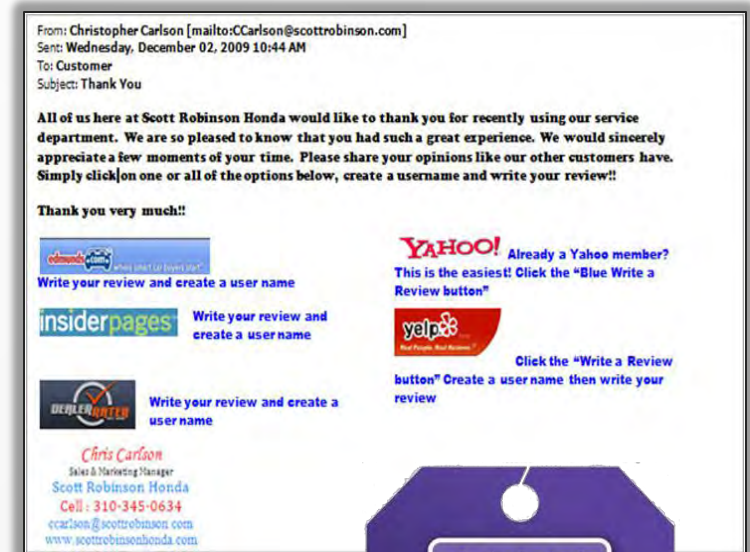 From: Christopher Carlson [mailto:CCarlson@scottrobinson.com]
Sent: Wednesday, December 02, 2009 10:44 AM
To: Customer
Subject: Thank You
All of us here at Scott Robinson Honda would like to thank you for recently using our service
department. We are so pleased to know that you had such a great experience. We would sincerely
appreciate a few moments of your time. Please share your opinions like our other customers have.
Simply click on one or all of the options below, create a username and write your review!!
Thank you very much!!
edmunds.com
where smart car buyers start
Write your review and create a user name
YAHOO! Already a Yahoo member?
This is the easiest! Click the “Blue Write a
Review button”
insiderpages
Write your review and
create a user name
yelp
Real People. Real Reviews.
Click the “Write a Review
button” Create a user name then write your
review
DEALERRATER
Write your review and create a
user name
Chris Carlson
Sales & Marketing Manager
Scott Robinson Honda
Cell : 310-345-0634
ccarlson@scottrobinson.com
www.scottrobinsonhonda.com